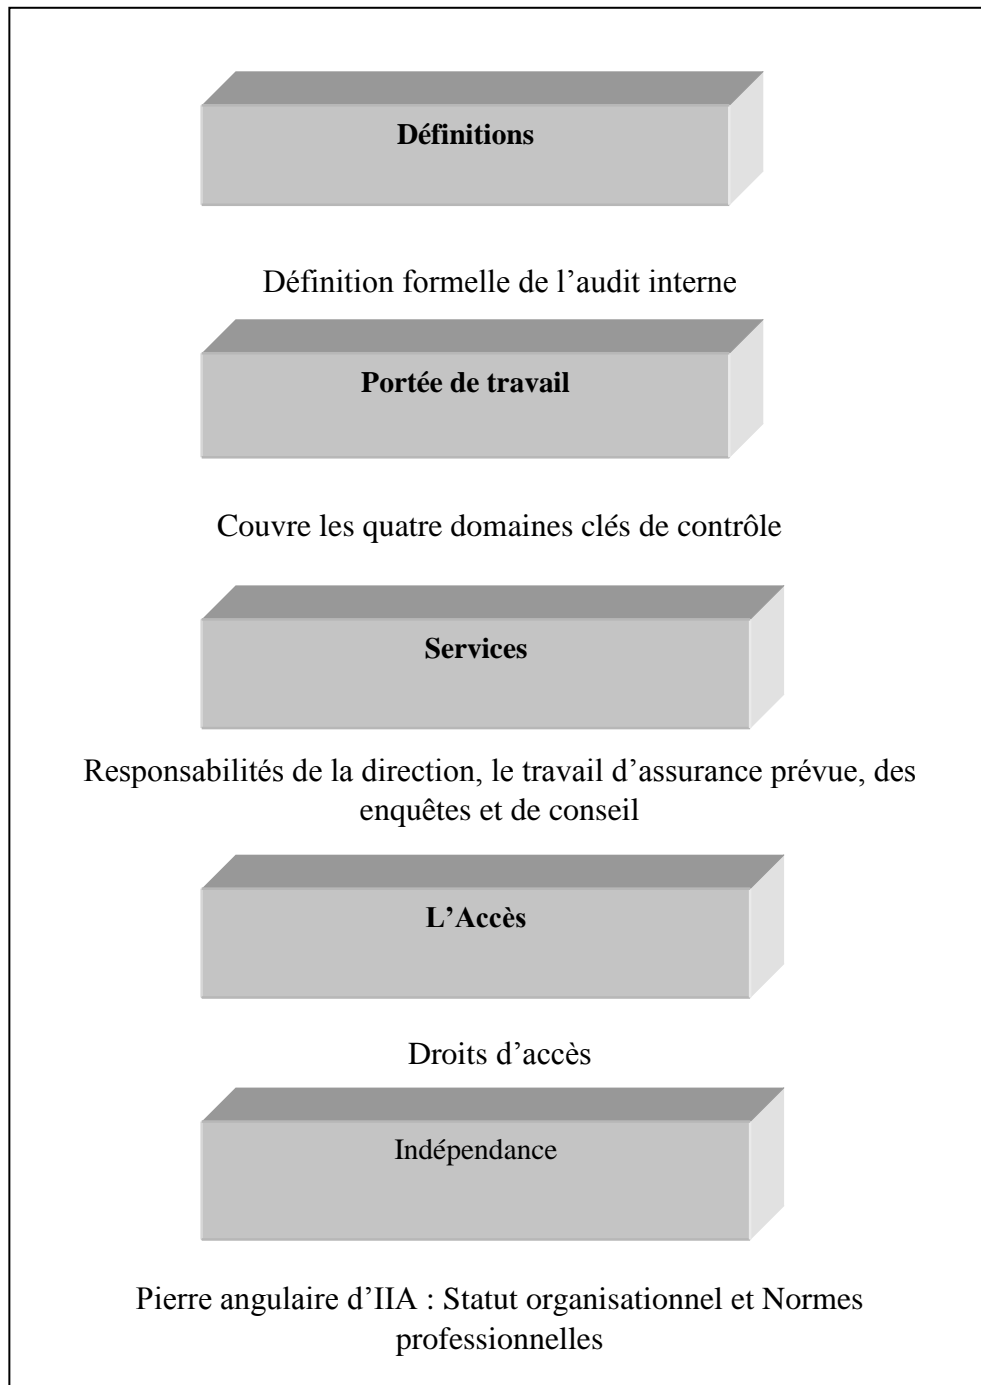 Définitions
Définition formelle de l’audit interne
Portée de travail
Couvre les quatre domaines clés de contrôle
Services
Responsabilités de la direction, le travail d’assurance prévue, des
enquêtes et de conseil
L’Accès
Droits d’accès
Indépendance
Pierre angulaire d’IIA : Statut organisationnel et Normes
professionnelles